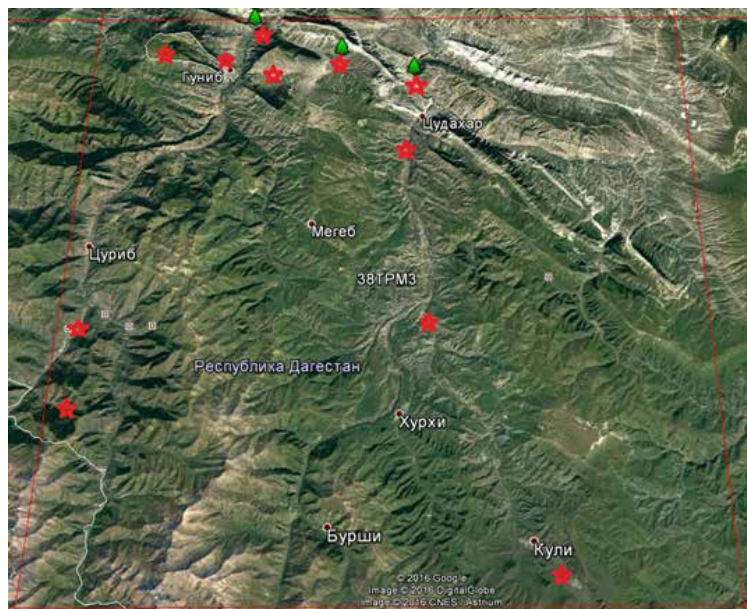 Гуниб
Цудахар
Мегеб
Цуриб
38TPM3
Республика Дагестан
Хурхи
Бурши
Кули
© 2016 Google
Image © 2016 DigitalGlobe
Image © 2016 CNES / Astrium